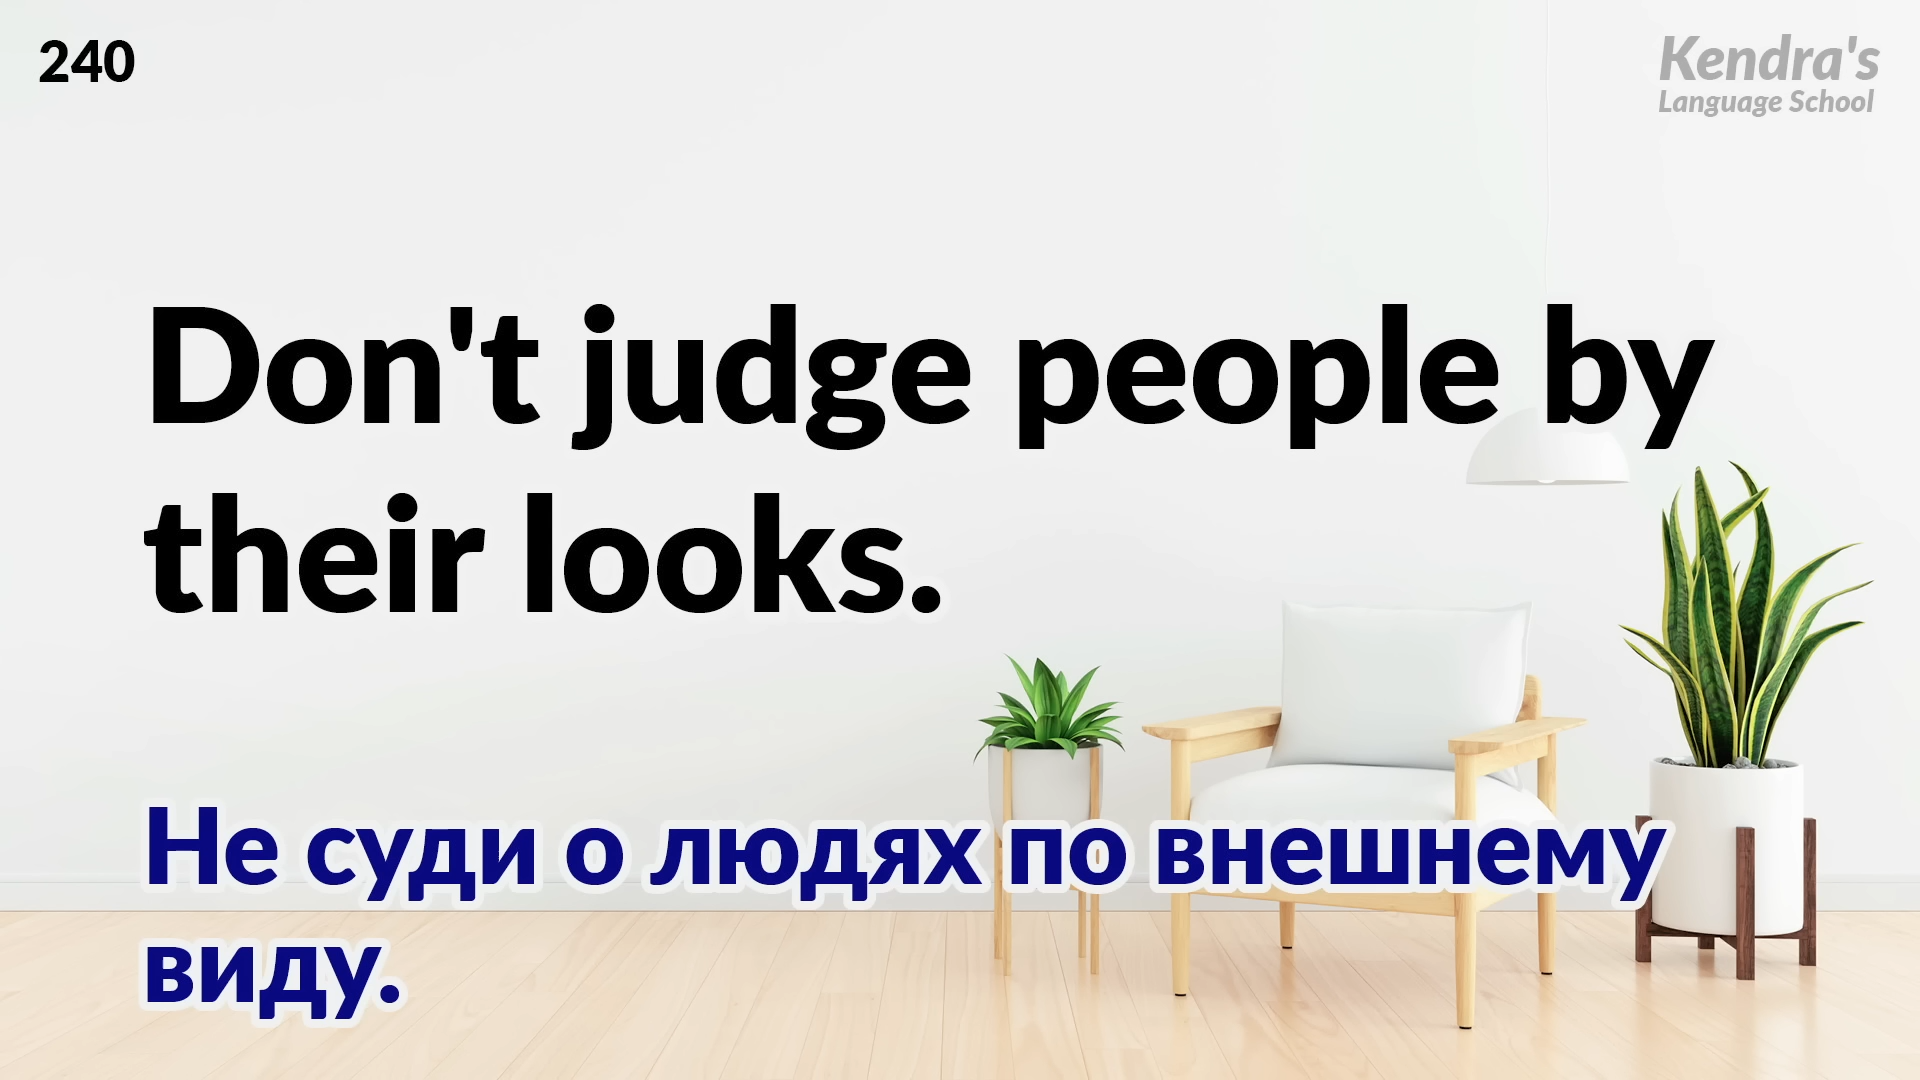 240
Kendra's
Language School
Don't judge people by
their looks.
Не суди о людях по внешнему
виду.